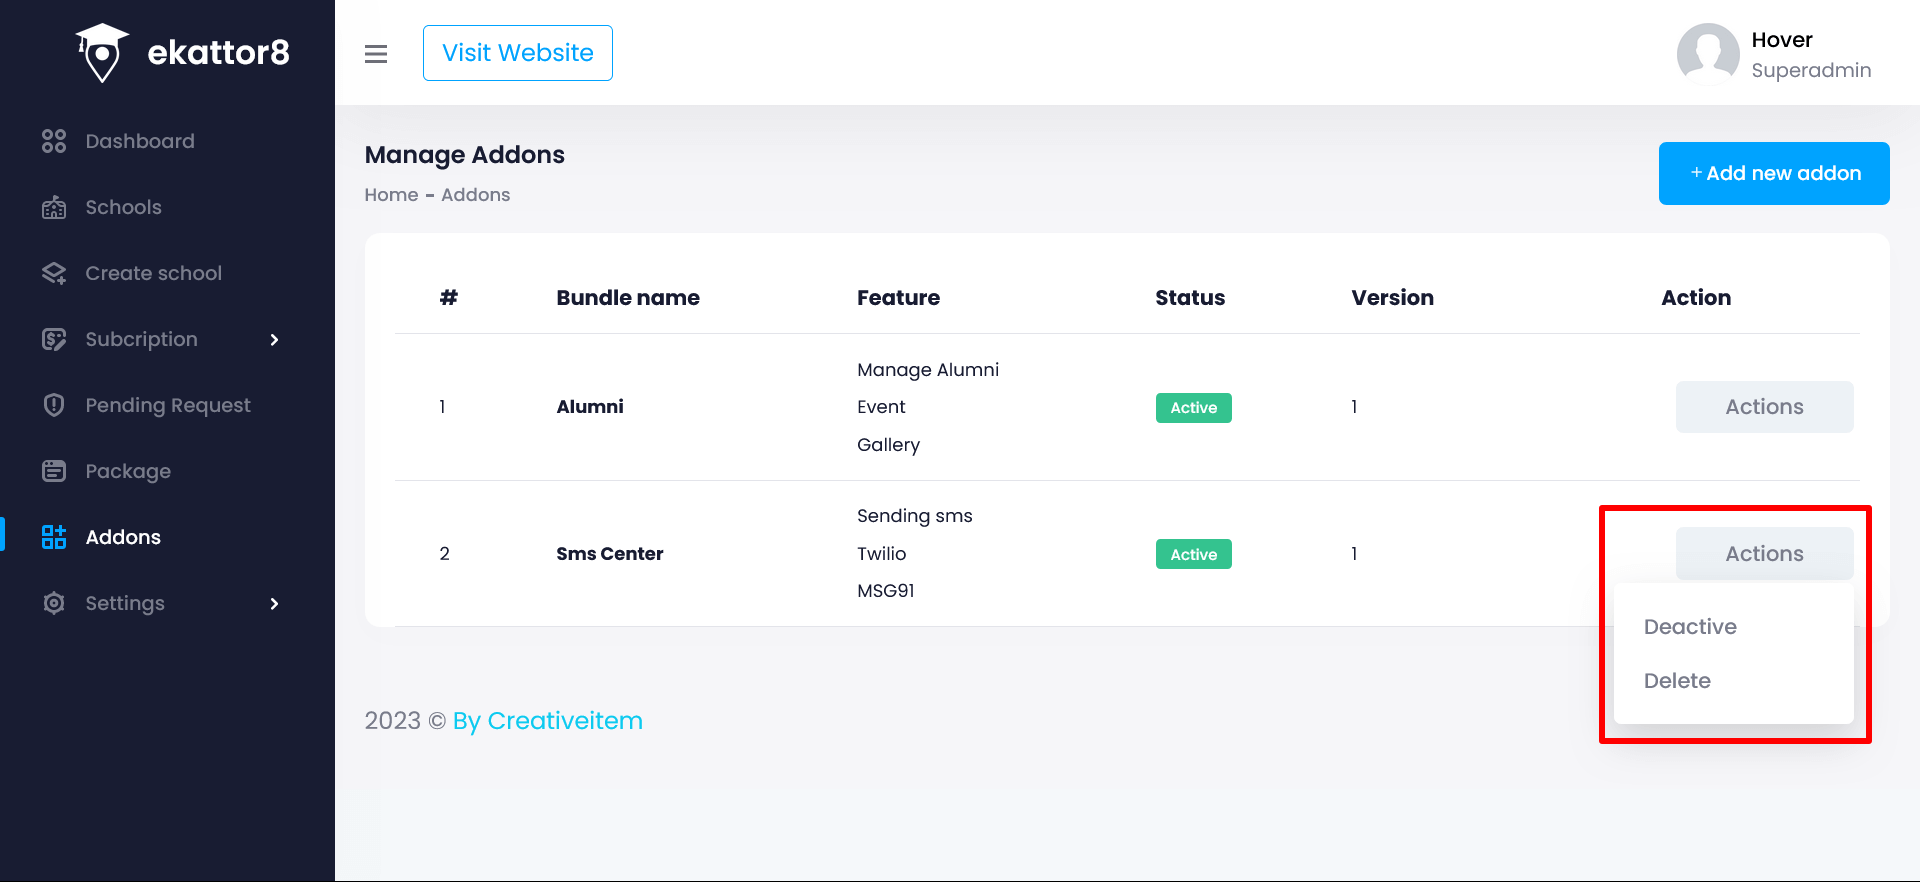 ekattor8
Visit Website
Hover
Superadmin
Dashboard
Schools
Create school
Subcription
Pending Request
Package
Addons
Settings
Manage Addons
Home - Addons
+ Add new addon
# Bundle name Feature Status Version Action
Manage Alumni
1 Alumni Event Active 1 Actions
Gallery
Sending sms
2 Sms Center Twilio Active 1 Actions
MSG91
Deactive
Delete
2023 © By Creativeitem